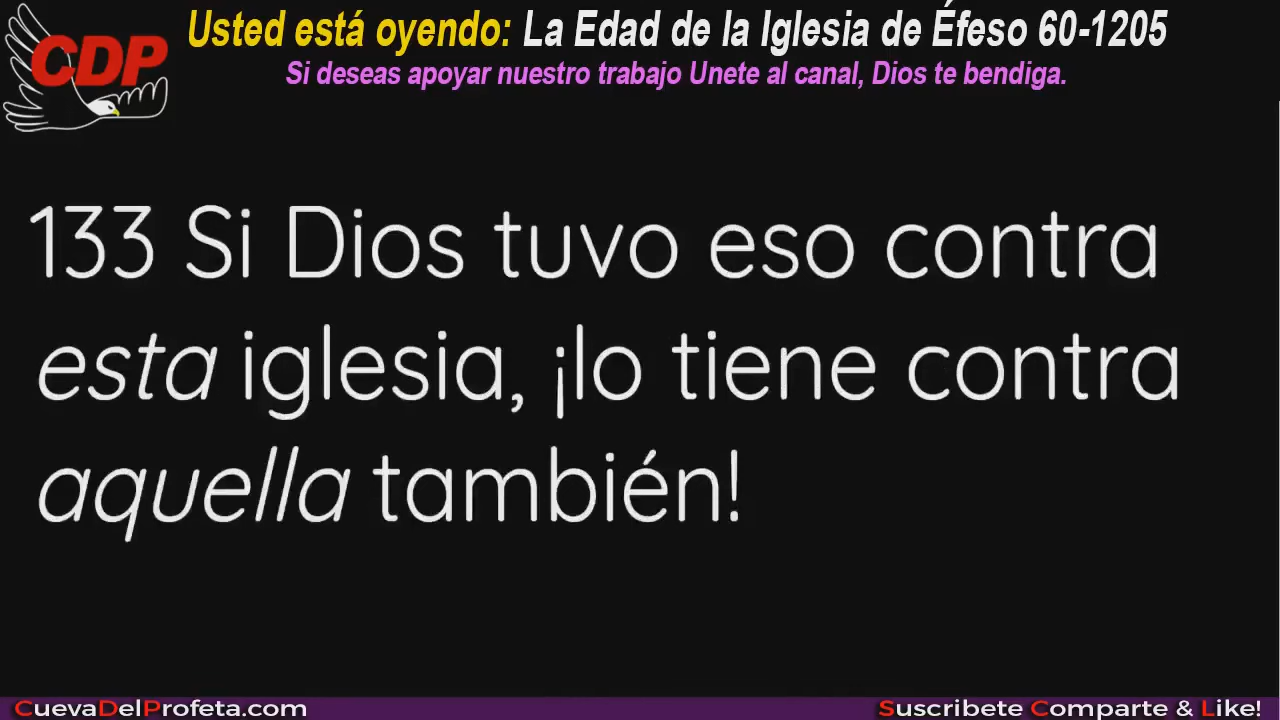 CDP
Usted está oyendo: La Edad de la Iglesia de Éfeso 60-1205
Si deseas apoyar nuestro trabajo Unete al canal, Dios te bendiga.
133 Si Dios tuvo eso contra
esta iglesia, ¡lo tiene contra
aquella también!
CuevaDelProfeta.com
Suscribete Comparte & Like!